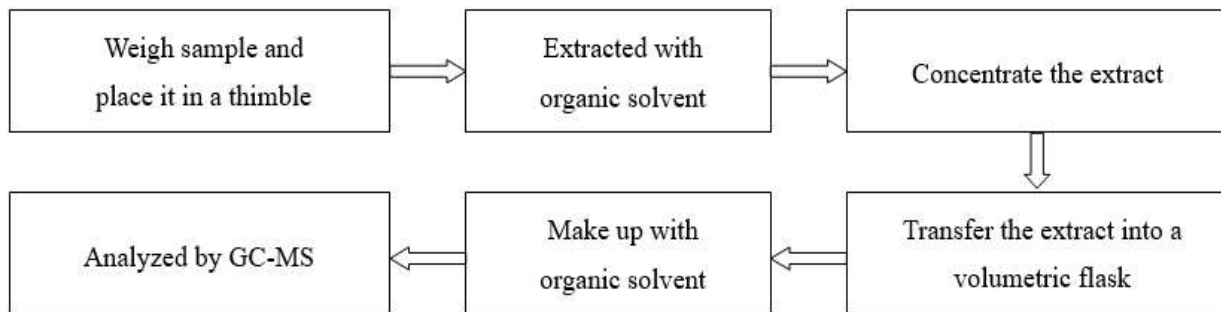 Weigh sample and
place it in a thimble
Extracted with
organic solvent
Concentrate the extract
Transfer the extract into a
volumetric flask
Make up with
organic solvent
Analyzed by GC-MS